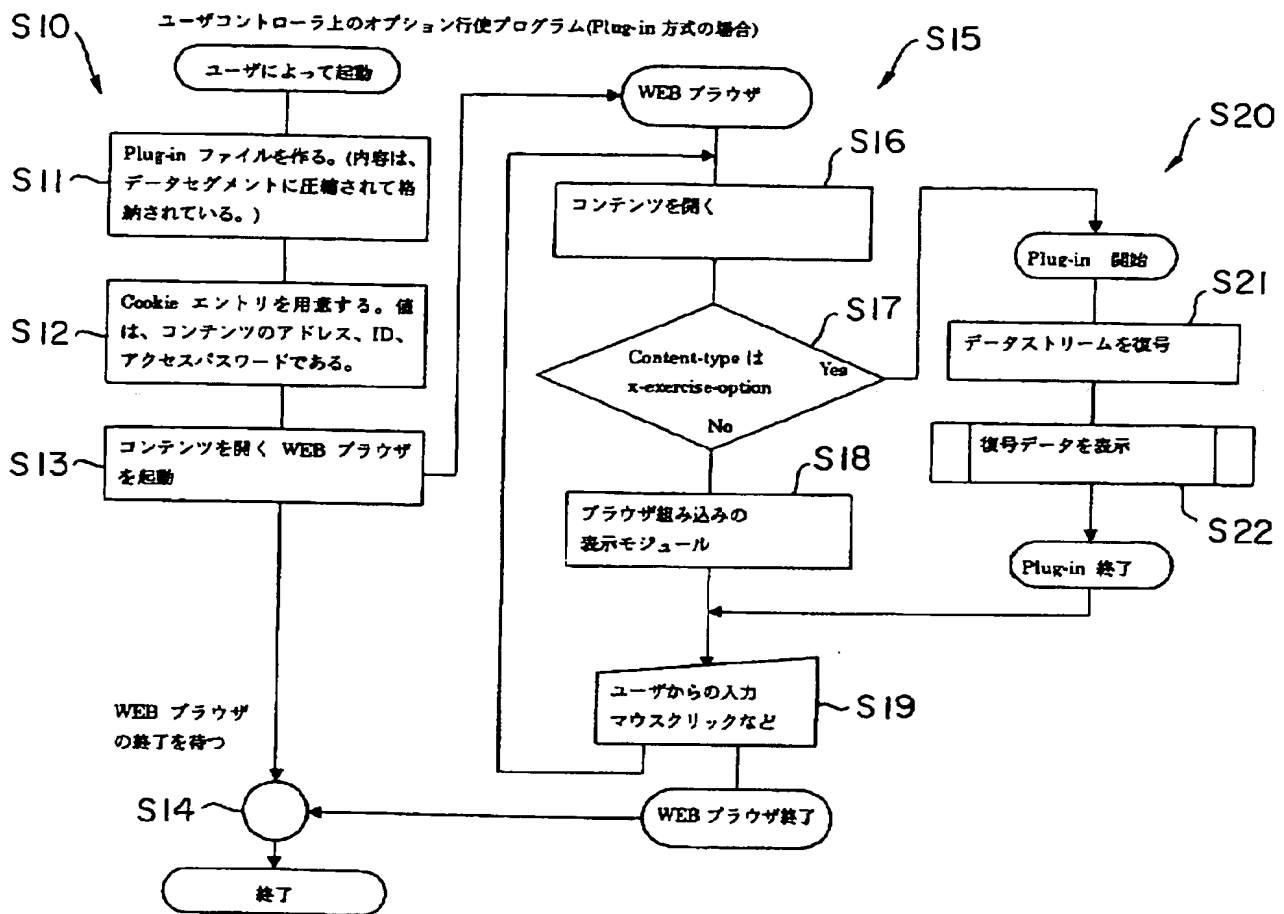 ユーザコントローラ上のオプション行使プログラム(Plug-in 方式の場合)
S10
ユーザによって起動
S11
Plug-in ファイルを作る。(内容は、
データセグメントに圧縮されて格
納されている。)
S12
Cookie エントリを用意する。値
は、コンテンツのアドレス、ID、
アクセスパスワードである。
S13
コンテンツを開く WEB ブラウザ
を起動
WEB ブラウザ
の終了を待つ
S14
終了
S15
WEB ブラウザ
S16
コンテンツを開く
S17
Content-type は
x-exercise-option
Yes
No
S18
ブラウザ組み込みの
表示モジュール
S19
ユーザからの入力
マウスクリックなど
WEB ブラウザ終了
S20
Plug-in 開始
S21
データストリームを復号
復号データを表示
S22
Plug-in 終了